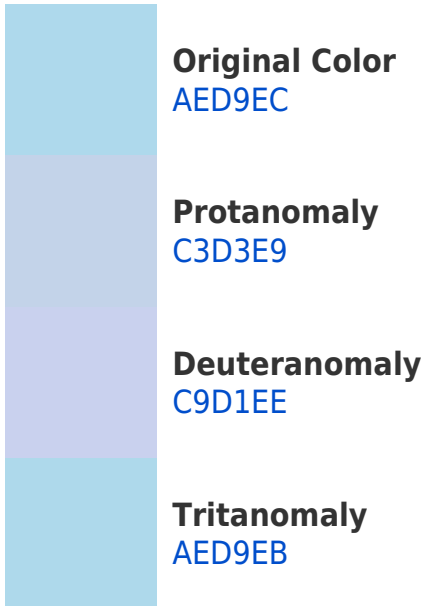 Original Color
AED9EC
Protanomaly
C3D3E9
Deuteranomaly
C9D1EE
Tritanomaly
AED9EB